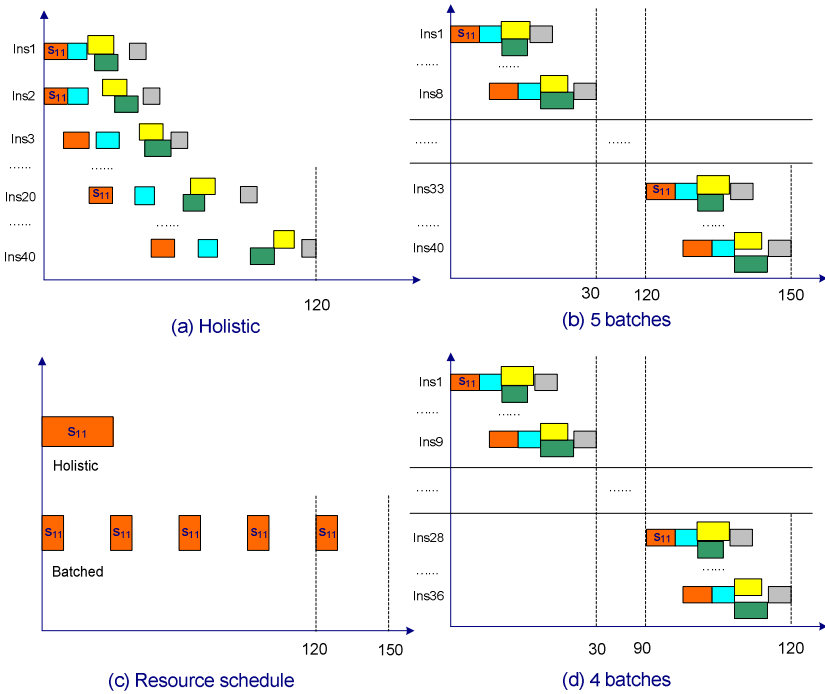 Ins1
S11
Ins2
S11
Ins3
......
......
Ins20
S11
......
......
Ins40
120
(a) Holistic
Ins1
S11
......
......
Ins8
......
......
Ins33
S11
......
......
Ins40
30
120
150
(b) 5 batches
S11
Holistic
S11
S11
S11
S11
S11
Batched
120
150
(c) Resource schedule
Ins1
S11
......
......
Ins9
......
......
Ins28
S11
......
......
Ins36
30
90
120
(d) 4 batches